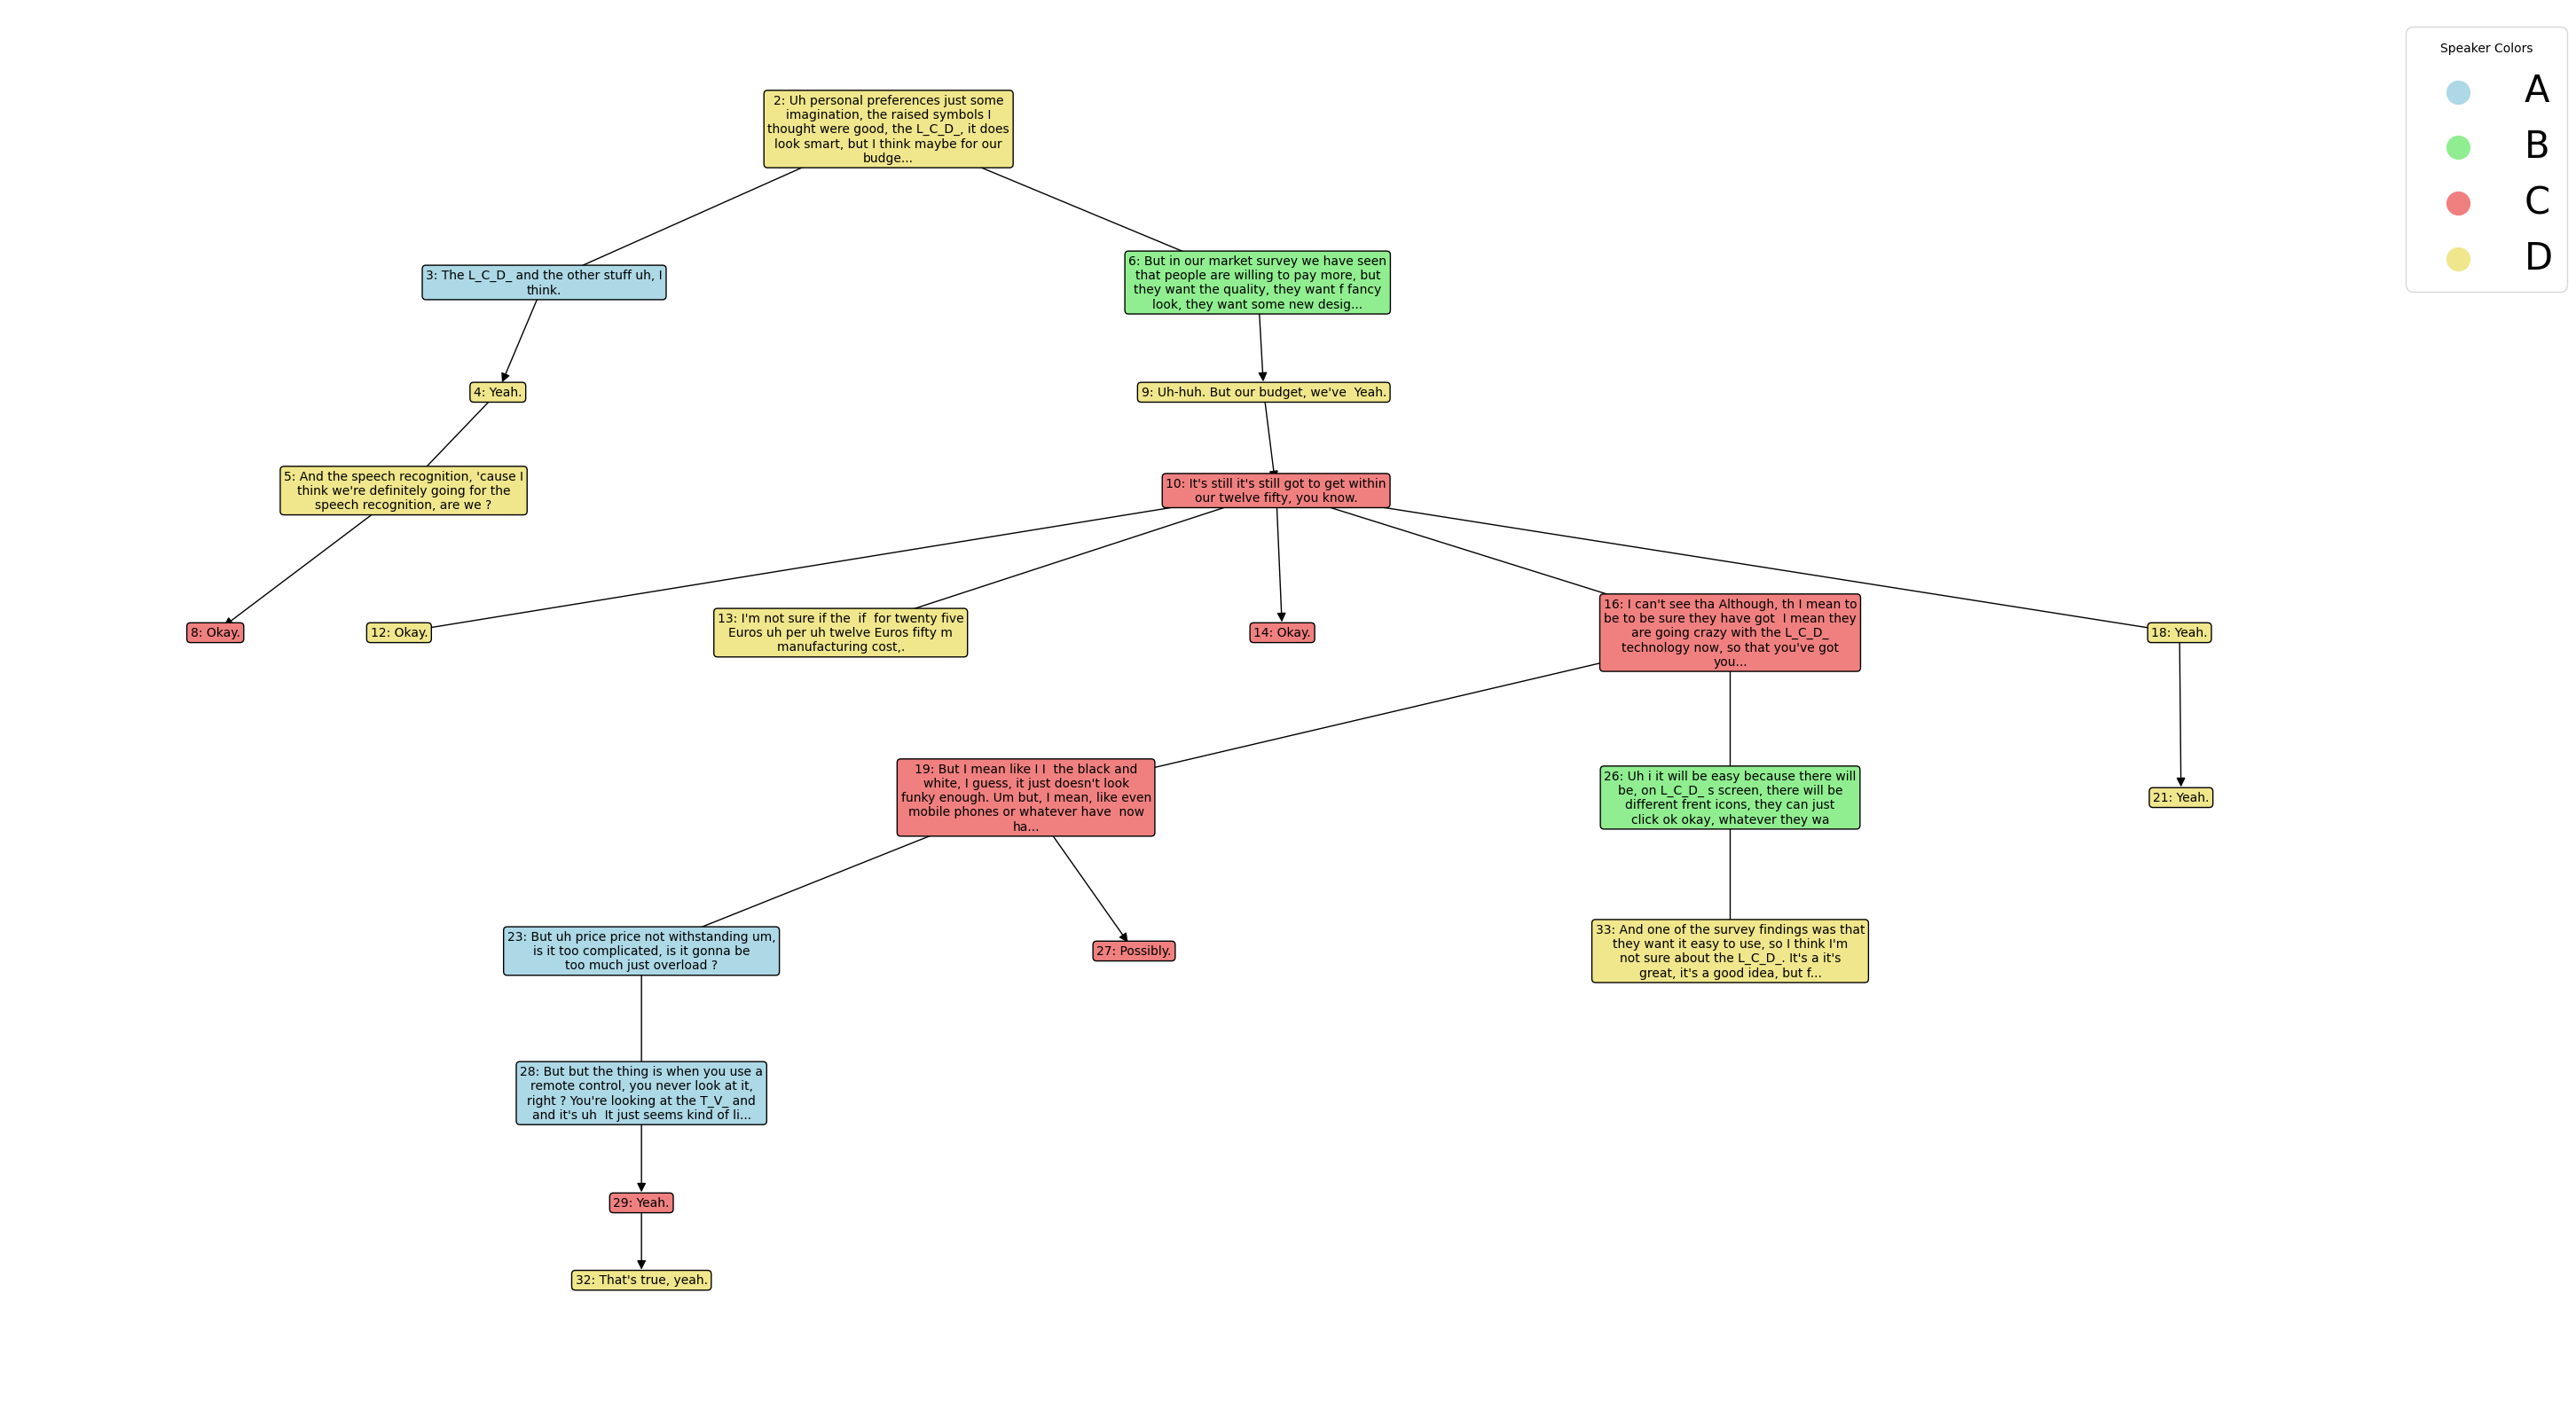 Speaker Colors
A
B
C
D
2: Uh personal preferences just some
imagination, the raised symbols I
thought were good, the L_C_D_, it does
look smart, but I think maybe for our
budge...
3: The L_C_D_ and the other stuff uh, I
think.
6: But in our market survey we have seen
that people are willing to pay more, but
they want the quality, they want f fancy
look, they want some new desig...
4: Yeah.
9: Uh-huh. But our budget, we've  Yeah.
5: And the speech recognition, 'cause I
think we're definitely going for the
speech recognition, are we ?
10: It's still it's still got to get within
our twelve fifty, you know.
8: Okay.
12: Okay.
13: I'm not sure if the  if  for twenty five
Euros uh per uh twelve Euros fifty m
manufacturing cost,.
14: Okay.
16: I can't see tha Although, th I mean to
be to be sure they have got  I mean they
are going crazy with the L_C_D_
technology now, so that you've got
you...
18: Yeah.
19: But I mean like I I  the black and
white, I guess, it just doesn't look
funky enough. Um but, I mean, like even
mobile phones or whatever have  now
ha...
26: Uh i it will be easy because there will
be, on L_C_D_ s screen, there will be
different frent icons, they can just
click ok okay, whatever they wa
21: Yeah.
23: But uh price price not withstanding um,
is it too complicated, is it gonna be
too much just overload ?
27: Possibly.
33: And one of the survey findings was that
they want it easy to use, so I think I'm
not sure about the L_C_D_. It's a it's
great, it's a good idea, but f...
28: But but the thing is when you use a
remote control, you never look at it,
right ? You're looking at the T_V_ and
and it's uh  It just seems kind of li...
29: Yeah.
32: That's true, yeah.